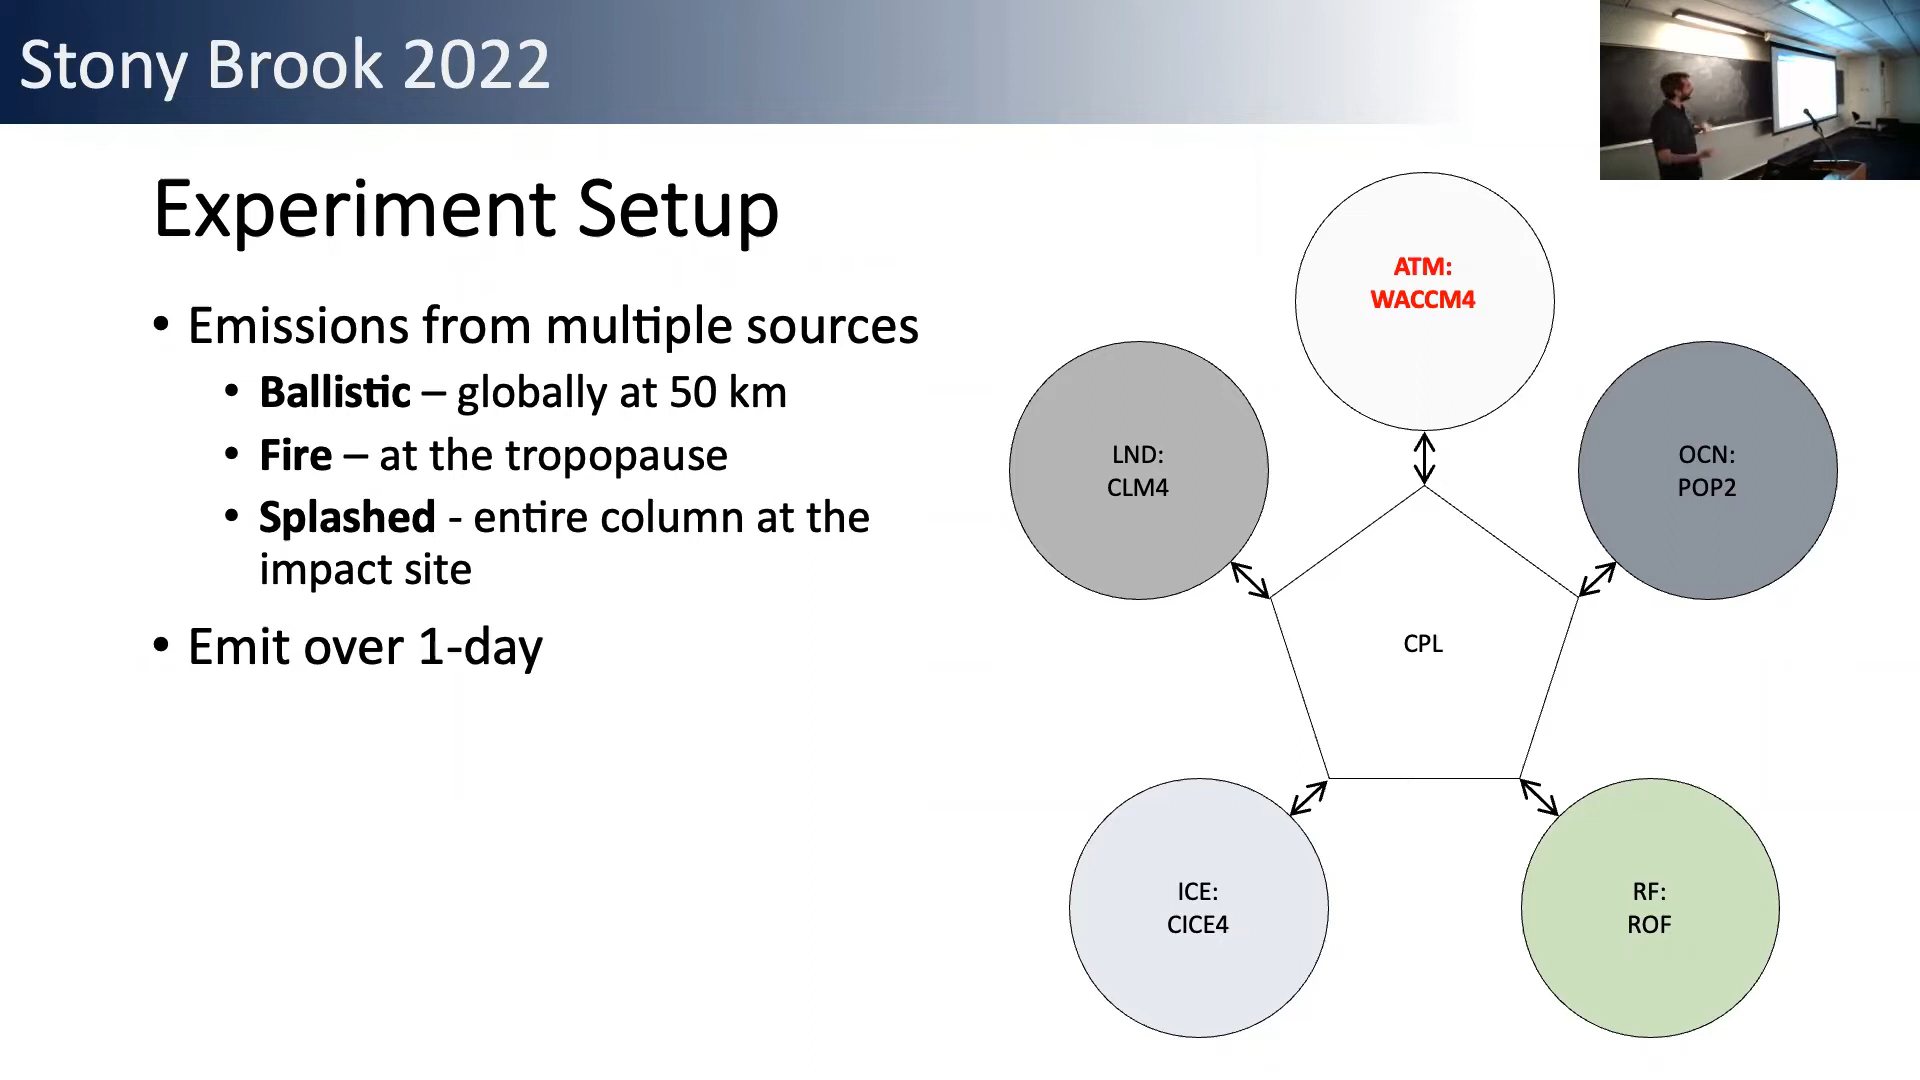 Stony Brook 2022
Experiment Setup
• Emissions from multiple sources
• Ballistic – globally at 50 km
• Fire – at the tropopause
• Splashed - entire column at the
impact site
• Emit over 1-day
ATM:
WACCM4
LND:
CLM4
OCN:
POP2
CPL
ICE:
CICE4
RF:
ROF